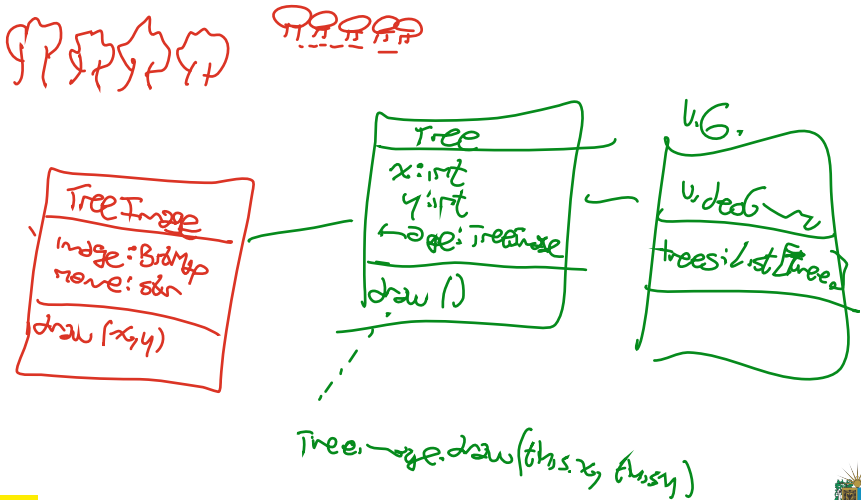 TreeImage
image: BitMap
name: str
draw(x,y)
Tree
x: int
y: int
image: TreeImage
draw()
V.G.
VideoG
trees: List[Tree]
Tree.image.draw(this.x, this.y)